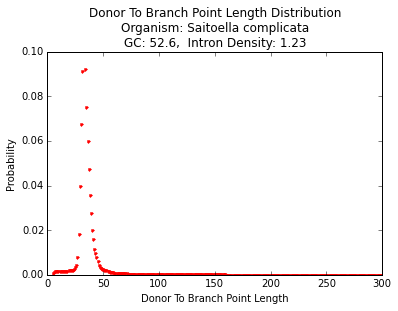 Donor To Branch Point Length Distribution
Organism: Saitoella complicata
GC: 52.6,  Intron Density: 1.23
0.10
0.08
0.06
0.04
0.02
0.00
Probability
0 50 100 150 200 250 300
Donor To Branch Point Length